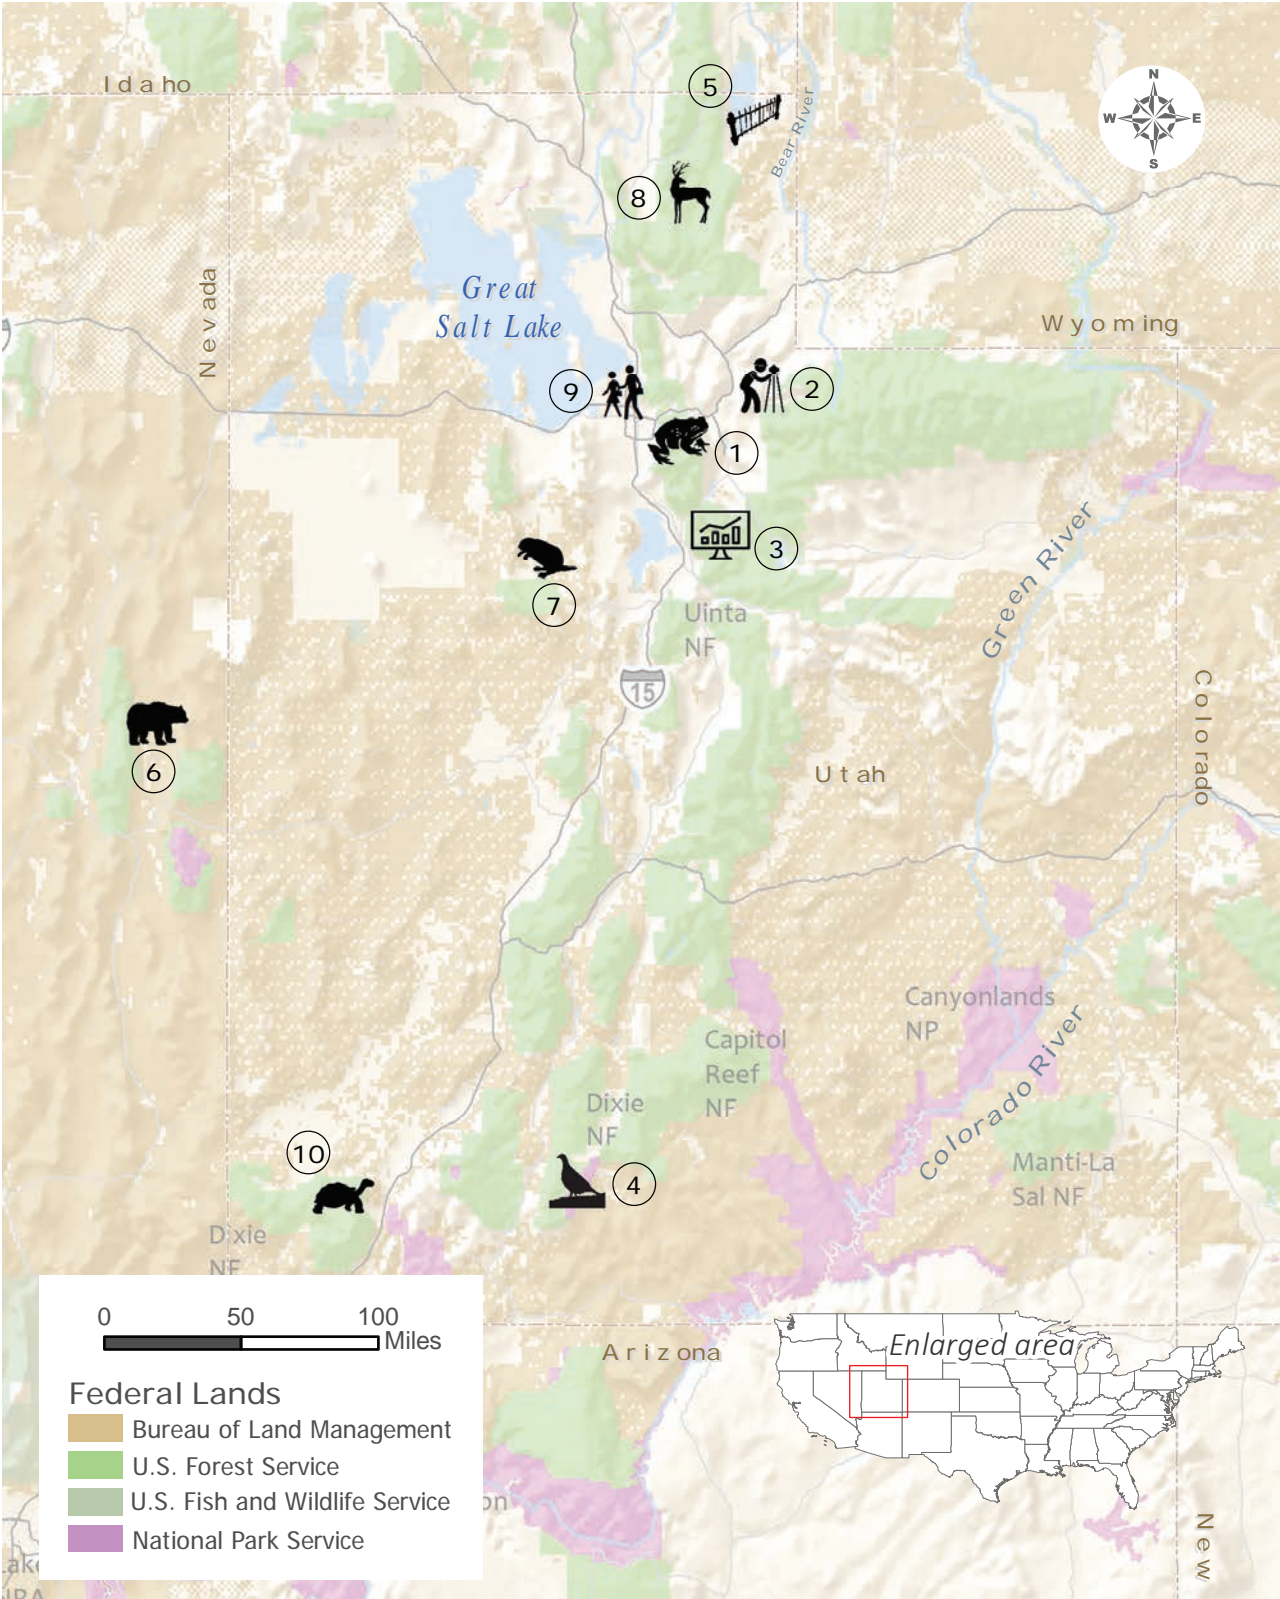 Idaho
5
N
W
E
S
Bear River
8
Nevada
Great
Salt Lake
Wyoming
9
2
1
3
Green River
7
Uinta
NF
15
Colorado
6
Utah
Canyonlands
NP
Capitol
Reef
NF
Colorado River
Dixie
NF
10
4
Manti-La
Sal NF
Dixie
NF
0
50
100
Miles
Arizona
Enlarged area
Federal Lands
Bureau of Land Management
U.S. Forest Service
U.S. Fish and Wildlife Service
National Park Service
New